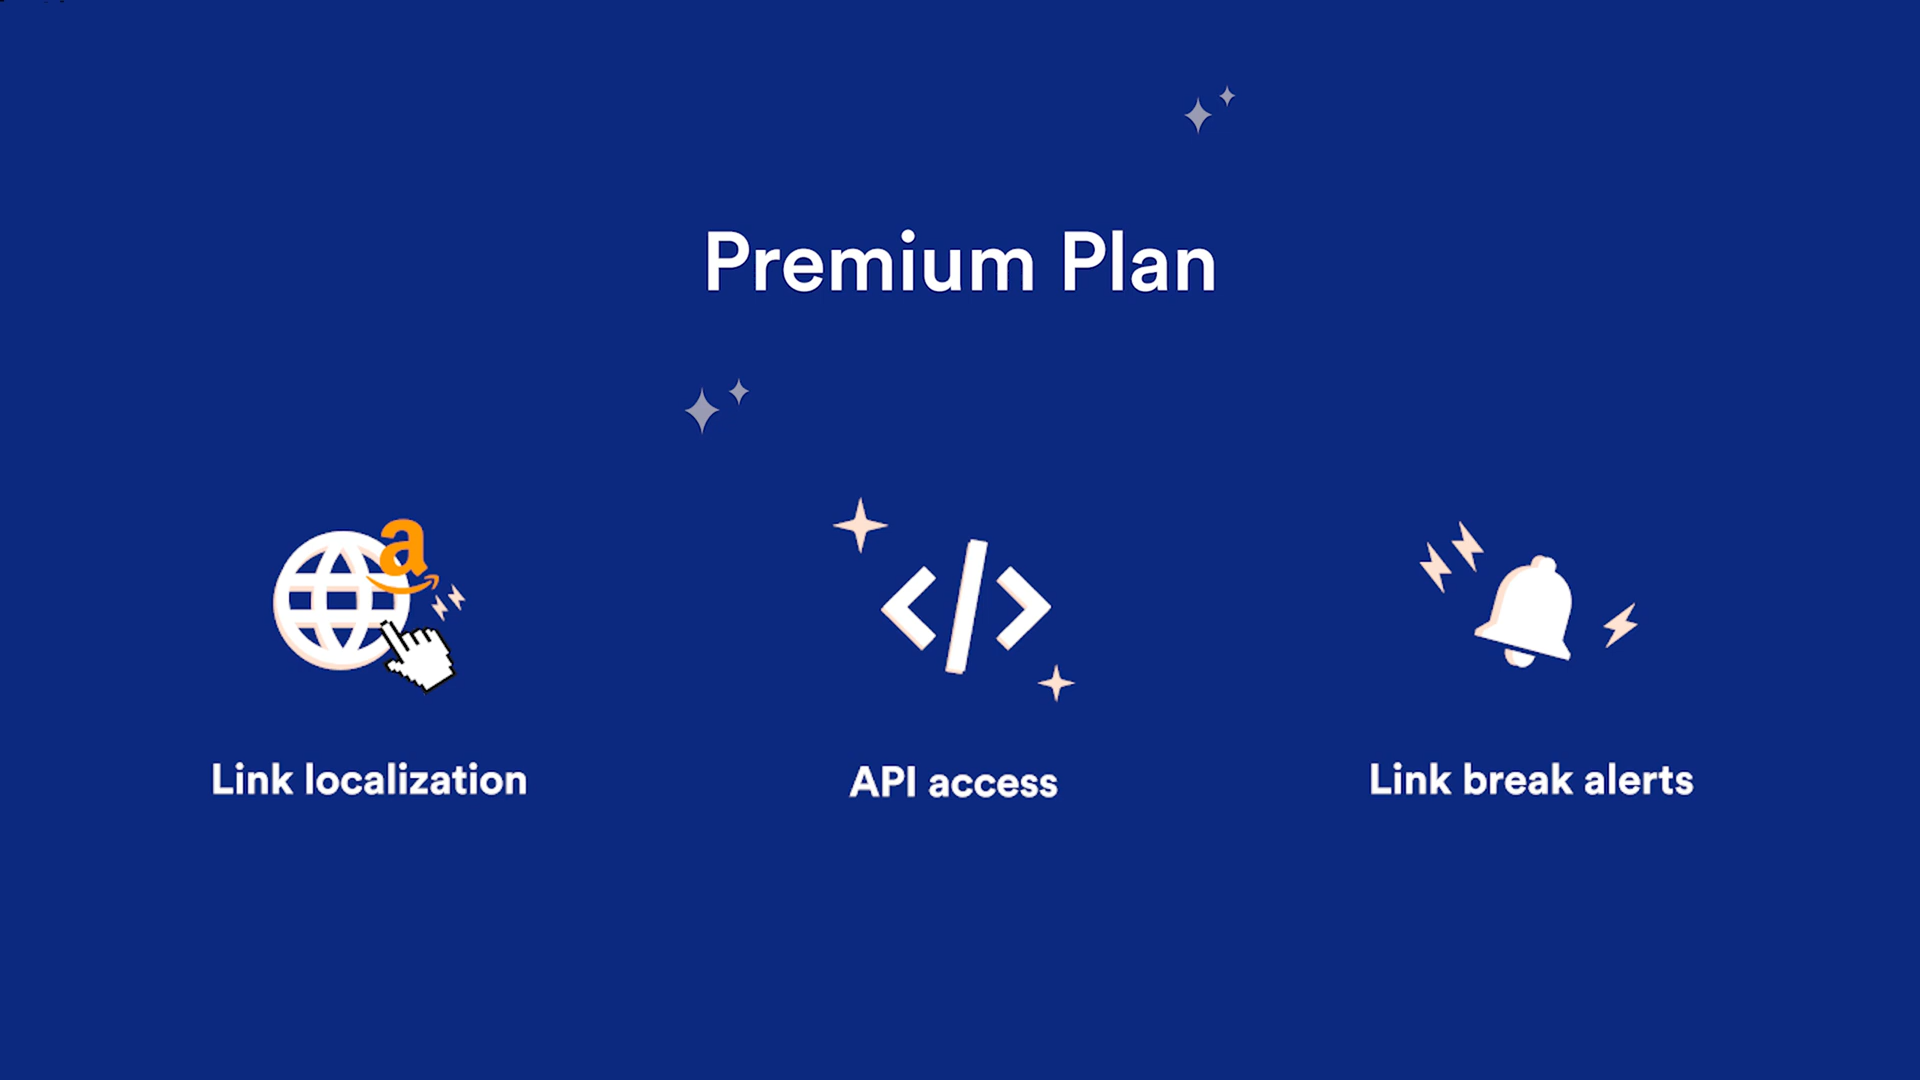 Premium Plan
Link localization
API access
Link break alerts